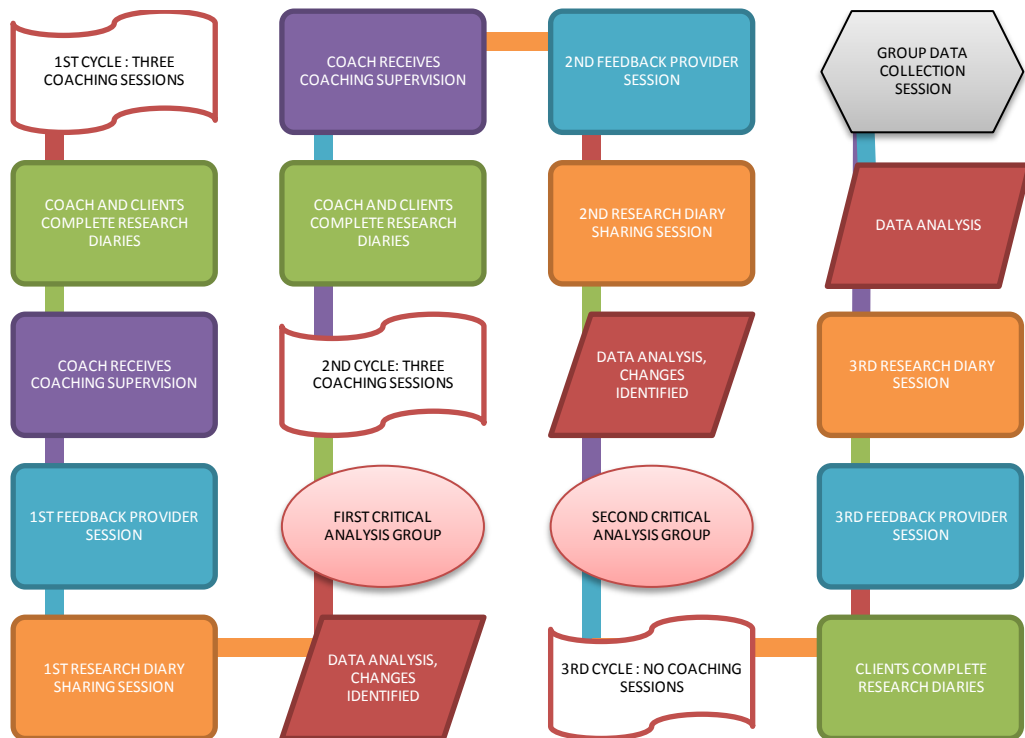 1ST CYCLE : THREE
COACHING SESSIONS
COACH AND CLIENTS
COMPLETE RESEARCH
DIARIES
COACH RECEIVES
COACHING SUPERVISION
1ST FEEDBACK PROVIDER
SESSION
1ST RESEARCH DIARY
SHARING SESSION
DATA ANALYSIS,
CHANGES
IDENTIFIED
FIRST CRITICAL
ANALYSIS GROUP
2ND CYCLE: THREE
COACHING SESSIONS
COACH AND CLIENTS
COMPLETE RESEARCH
DIARIES
COACH RECEIVES
COACHING SUPERVISION
2ND FEEDBACK PROVIDER
SESSION
2ND RESEARCH DIARY
SHARING SESSION
DATA ANALYSIS,
CHANGES
IDENTIFIED
SECOND CRITICAL
ANALYSIS GROUP
3RD CYCLE : NO COACHING
SESSIONS
CLIENTS COMPLETE
RESEARCH DIARIES
3RD FEEDBACK PROVIDER
SESSION
3RD RESEARCH DIARY
SESSION
DATA ANALYSIS
GROUP DATA
COLLECTION
SESSION